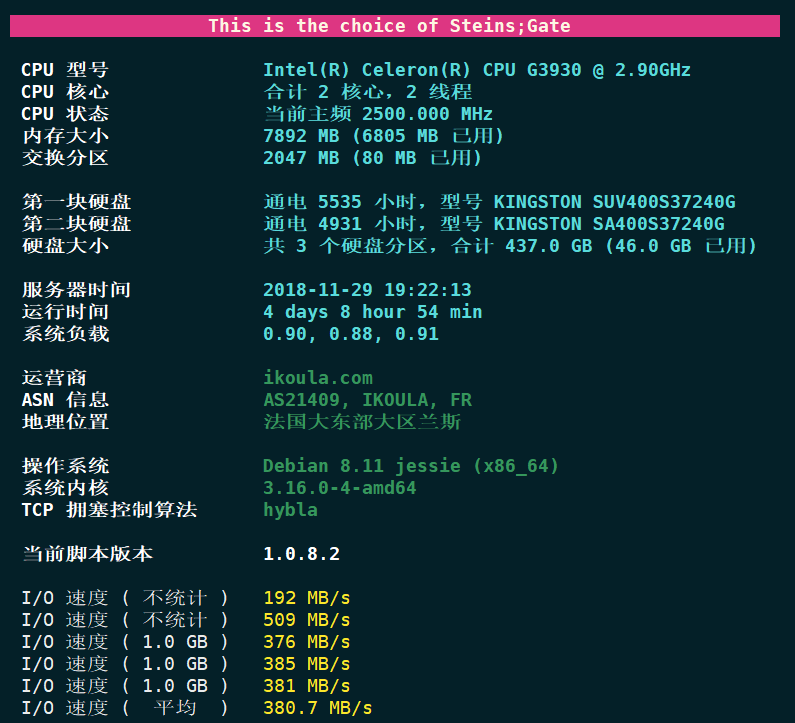 This is the choice of Steins;Gate
CPU 型号 Intel(R) Celeron(R) CPU G3930 @ 2.90GHz
CPU 核心 合计 2 核心，2 线程
CPU 状态 当前主频 2500.000 MHz
内存大小 7892 MB (6805 MB 已用)
交换分区 2047 MB (80 MB 已用)
第一块硬盘 通电 5535 小时，型号 KINGSTON SUV400S37240G
第二块硬盘 通电 4931 小时，型号 KINGSTON SA400S37240G
硬盘大小 共 3 个硬盘分区，合计 437.0 GB (46.0 GB 已用)
服务器时间 2018-11-29 19:22:13
运行时间 4 days 8 hour 54 min
系统负载 0.90, 0.88, 0.91
运营商 ikoula.com
ASN 信息 AS21409, IKOULA, FR
地理位置 法国大东部大区兰斯
操作系统 Debian 8.11 jessie (x86_64)
系统内核 3.16.0-4-amd64
TCP 拥塞控制算法 hybla
当前脚本版本 1.0.8.2
I/O 速度 ( 不统计 ) 192 MB/s
I/O 速度 ( 不统计 ) 509 MB/s
I/O 速度 ( 1.0 GB ) 376 MB/s
I/O 速度 ( 1.0 GB ) 385 MB/s
I/O 速度 ( 1.0 GB ) 381 MB/s
I/O 速度 ( 平均 ) 380.7 MB/s